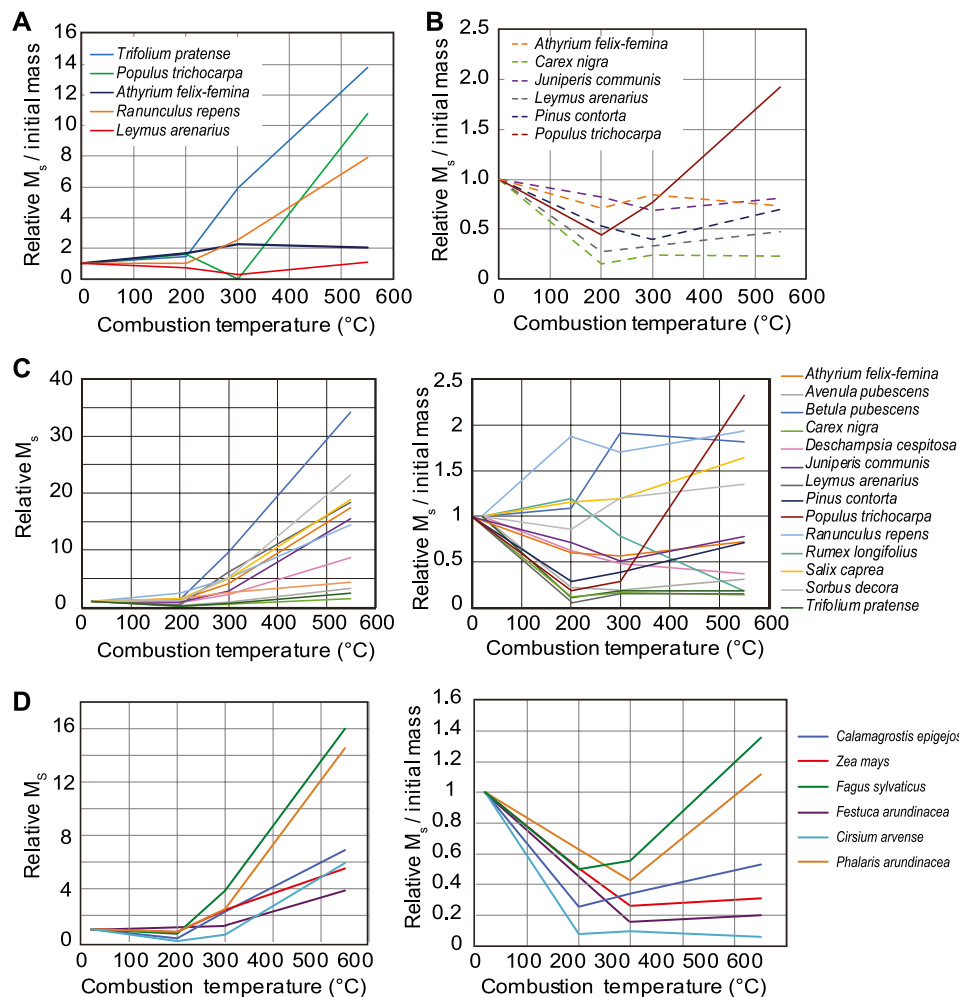 A
Relative Ms / initial mass
16
14
12
10
8
6
4
2
0
Trifolium pratense
Populus trichocarpa
Athyrium felix-femina
Ranunculus repens
Leymus arenarius
0 100 200 300 400 500 600
Combustion temperature (°C)
B
Relative Ms / initial mass
2.5
2.0
1.5
1.0
0.5
0
Athyrium felix-femina
Carex nigra
Juniperis communis
Leymus arenarius
Pinus contorta
Populus trichocarpa
0 100 200 300 400 500 600
Combustion temperature (°C)
C
Relative Ms
40
30
20
10
0
0 100 200 300 400 500 600
Combustion temperature (°C)
Relative Ms / initial mass
2.5
2
1.5
1
0.5
0
0 100 200 300 400 500 600
Combustion temperature (°C)
Athyrium felix-femina
Avenula pubescens
Betula pubescens
Carex nigra
Deschampsia cespitosa
Juniperis communis
Leymus arenarius
Pinus contorta
Populus trichocarpa
Ranunculus repens
Rumex longifolius
Salix caprea
Sorbus decora
Trifolium pratense
D
Relative Ms
16
12
8
4
0
0 100 200 300 400 500 600
Combustion temperature (°C)
Relative Ms / initial mass
1.6
1.4
1.2
1
0.8
0.6
0.4
0.2
0
0 100 200 300 400 500 600
Combustion temperature (°C)
Calamagrostis epigejos
Zea mays
Fagus sylvaticus
Festuca arundinacea
Cirsium arvense
Phalaris arundinacea